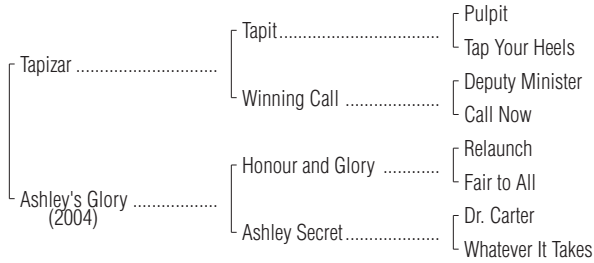 Pulpit
Tapit........................................
Tap Your Heels
Tapizar ...................................
Deputy Minister
Winning Call .......................
Call Now
Relaunch
Honour and Glory .............
Fair to All
Ashley's Glory .....................
(2004)
Dr. Carter
Ashley Secret.......................
Whatever It Takes